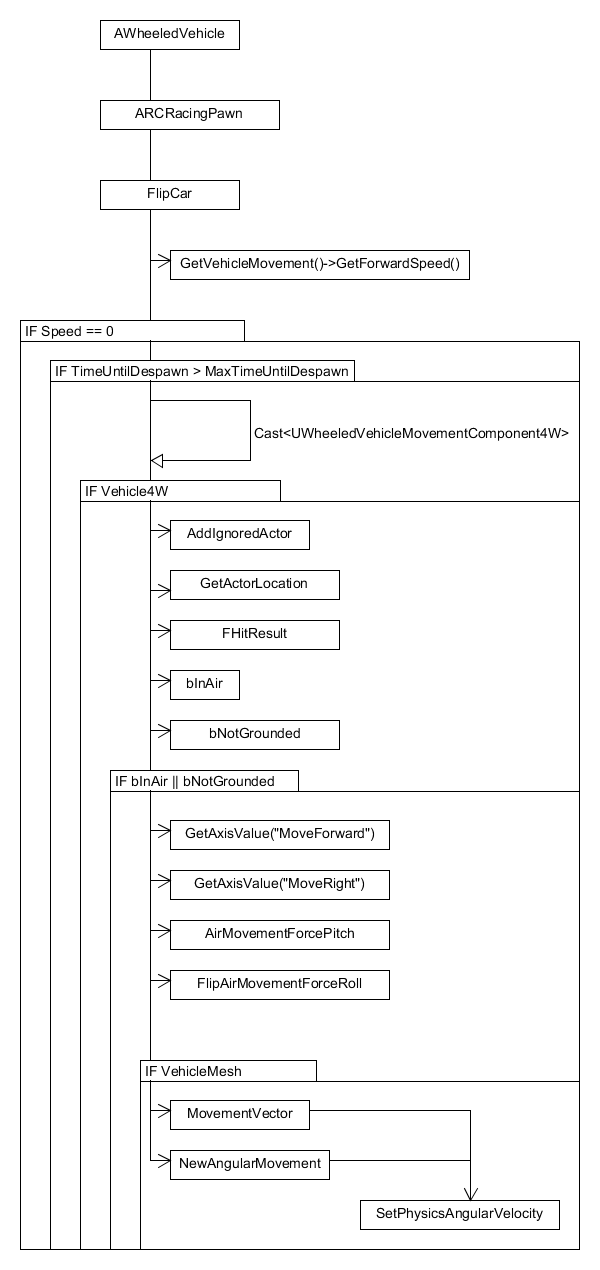 AWheeledVehicle
ARCRacingPawn
FlipCar
GetVehicleMovement()->GetForwardSpeed()
IF Speed == 0
IF TimeUntilDespawn > MaxTimeUntilDespawn
Cast<UWheeledVehicleMovementComponent4W>
IF Vehicle4W
AddIgnoredActor
GetActorLocation
FHitResult
bInAir
bNotGrounded
IF bInAir || bNotGrounded
GetAxisValue("MoveForward")
GetAxisValue("MoveRight")
AirMovementForcePitch
FlipAirMovementForceRoll
IF VehicleMesh
MovementVector
NewAngularMovement
SetPhysicsAngularVelocity